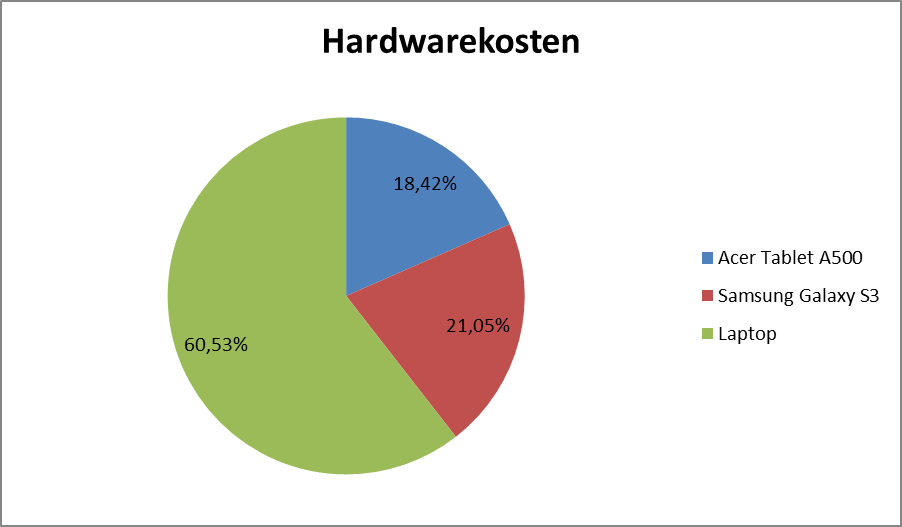 Hardwarekosten
18,42%
21,05%
60,53%
Acer Tablet A500
Samsung Galaxy S3
Laptop